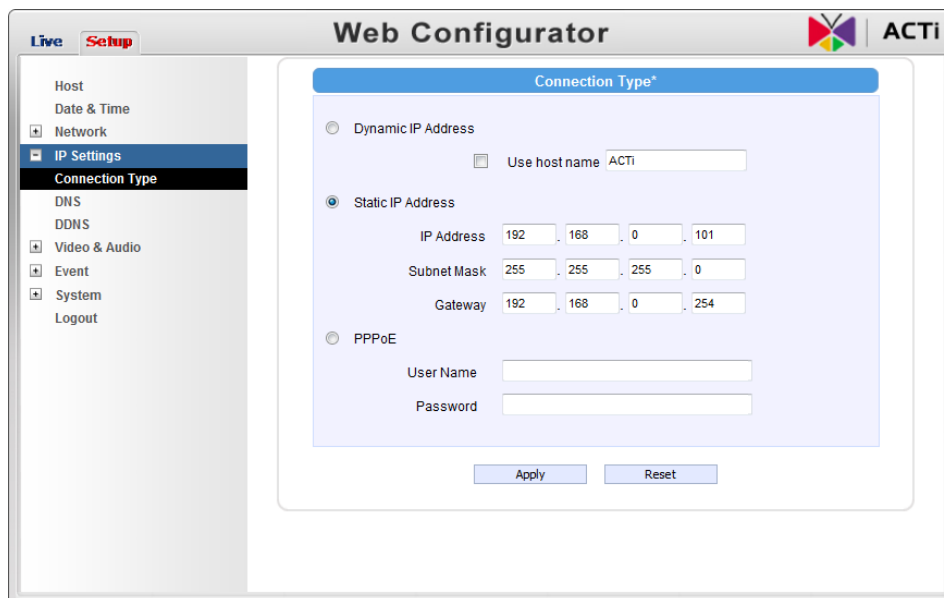 Live Setup Web Configurator ACTi
Host
Date & Time
Network
IP Settings
Connection Type
DNS
DDNS
Video & Audio
Event
System
Logout
Connection Type*
Dynamic IP Address
Use host name ACTi
Static IP Address
IP Address 192 . 168 . 0 . 101
Subnet Mask 255 . 255 . 255 . 0
Gateway 192 . 168 . 0 . 254
PPPoE
User Name
Password
Apply Reset